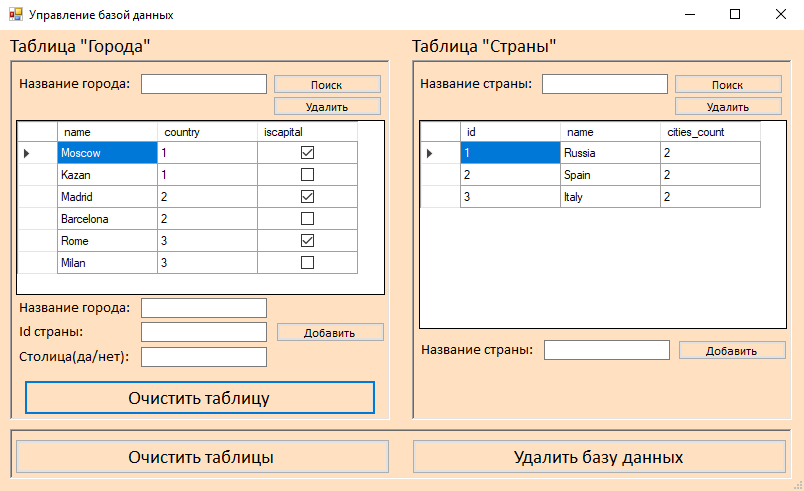 Управление базой данных
Таблица "Города"
Название города:
Поиск
Удалить
name country iscapital
Moscow 1
Kazan 1
Madrid 2
Barcelona 2
Rome 3
Milan 3
Название города:
Id страны:
Добавить
Столица(да/нет):
Очистить таблицу
Таблица "Страны"
Название страны:
Поиск
Удалить
id name cities_count
1 Russia 2
2 Spain 2
3 Italy 2
Название страны:
Добавить
Очистить таблицы
Удалить базу данных